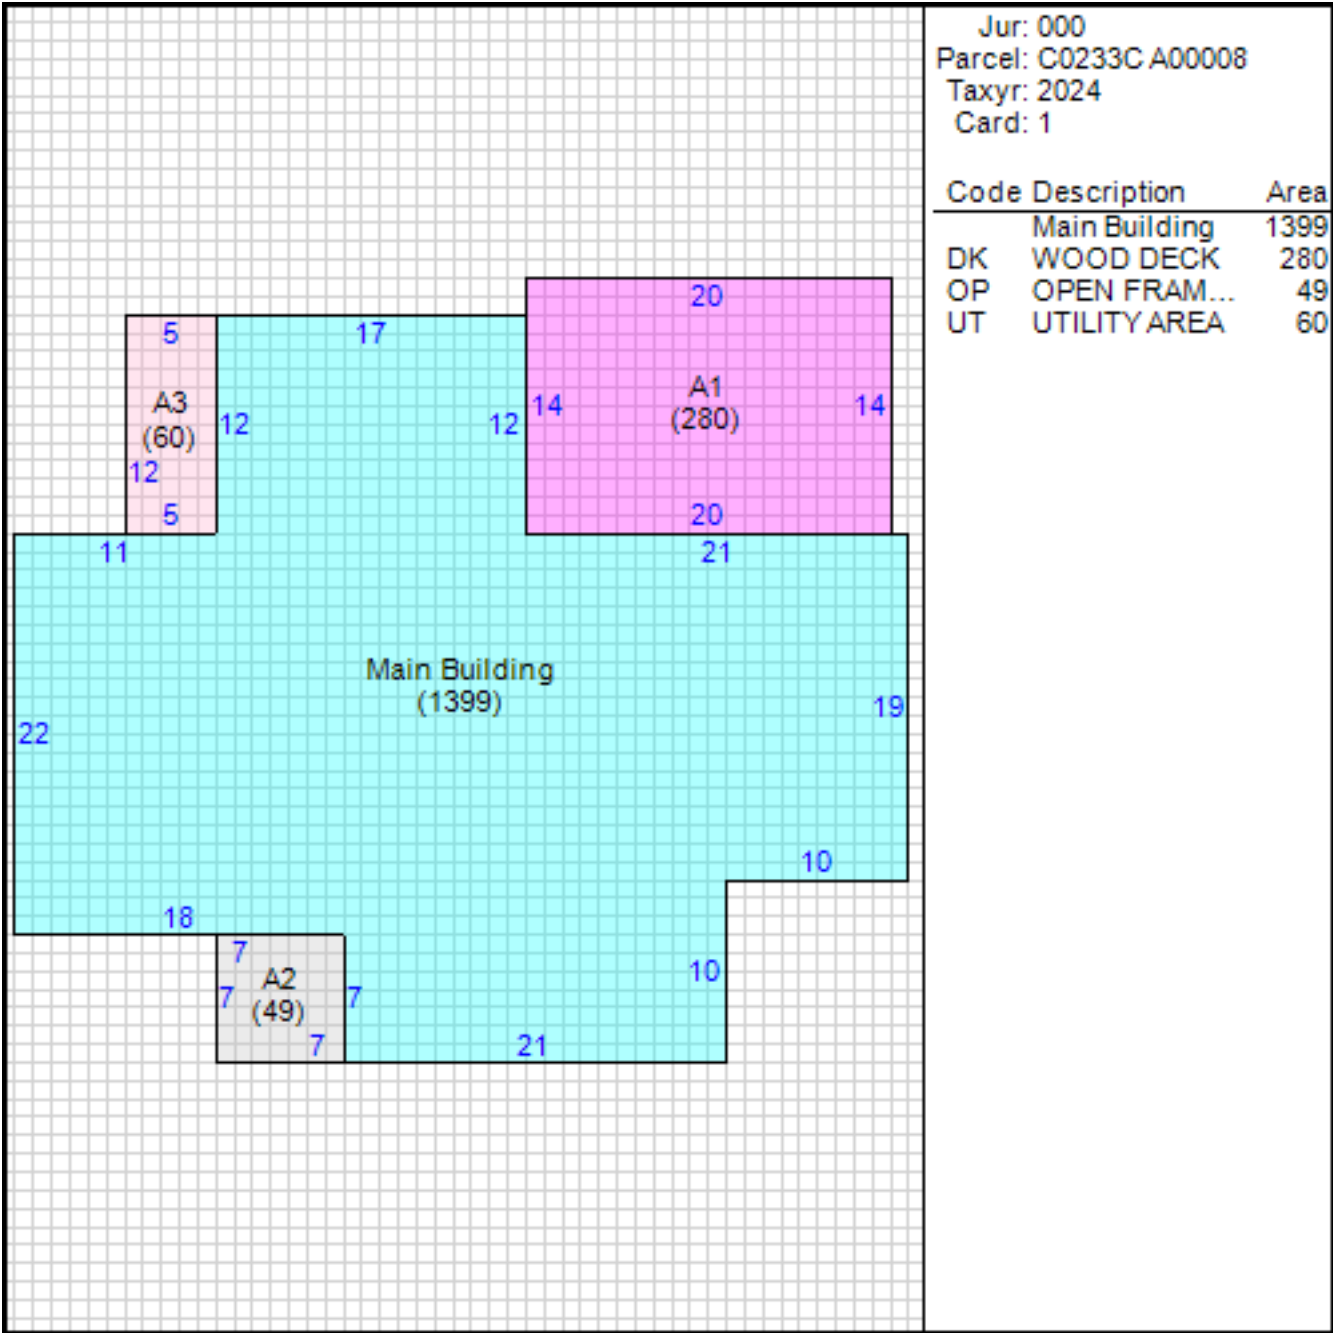 Jur: 000
Parcel: C0233C A00008
Taxyr: 2024
Card: 1
Code Description Area
Main Building 1399
DK WOOD DECK 280
OP OPEN FRAM... 49
UT UTILITY AREA 60
20
5 17
A3
(60)
12
12
5
12
14
A1
(280)
14
20
11
21
Main Building
(1399)
22
19
10
18
7
A2
(49)
7
7
7
10
21